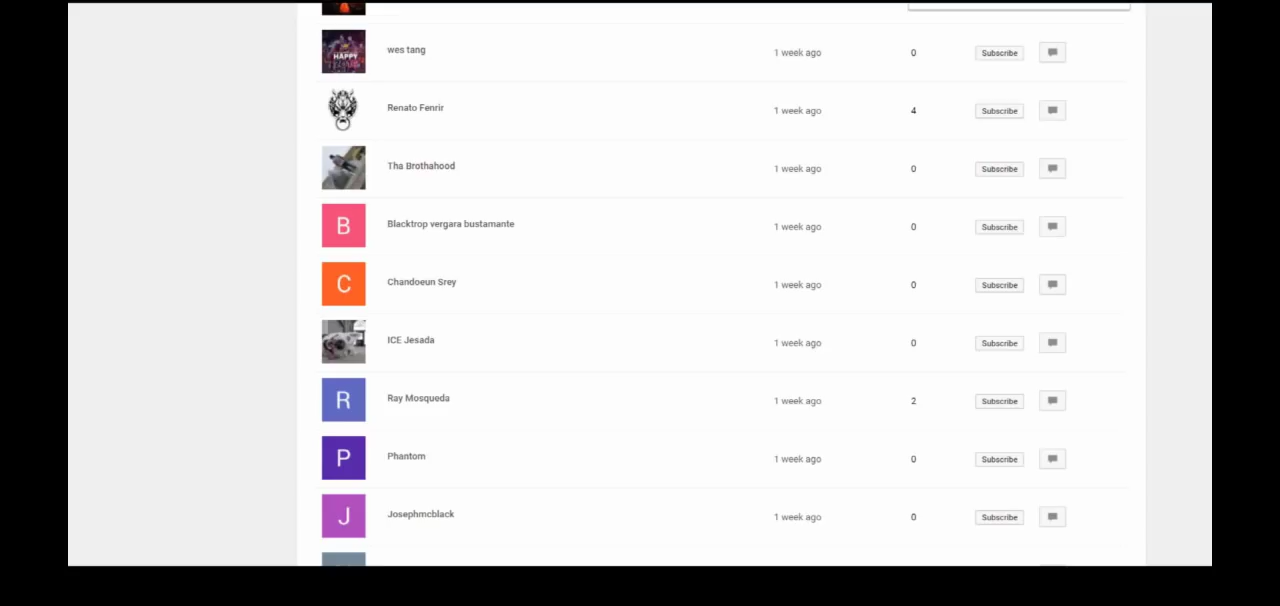 HAPPY
wes tang 1 week ago 0 Subscribe
Renato Fenrir 1 week ago 4 Subscribe
Tha Brothahood 1 week ago 0 Subscribe
B Blacktrop vergara bustamante 1 week ago 0 Subscribe
C Chandoeun Srey 1 week ago 0 Subscribe
ICE Jesada 1 week ago 0 Subscribe
R Ray Mosqueda 1 week ago 2 Subscribe
P Phantom 1 week ago 0 Subscribe
J Josephmcblack 1 week ago 0 Subscribe